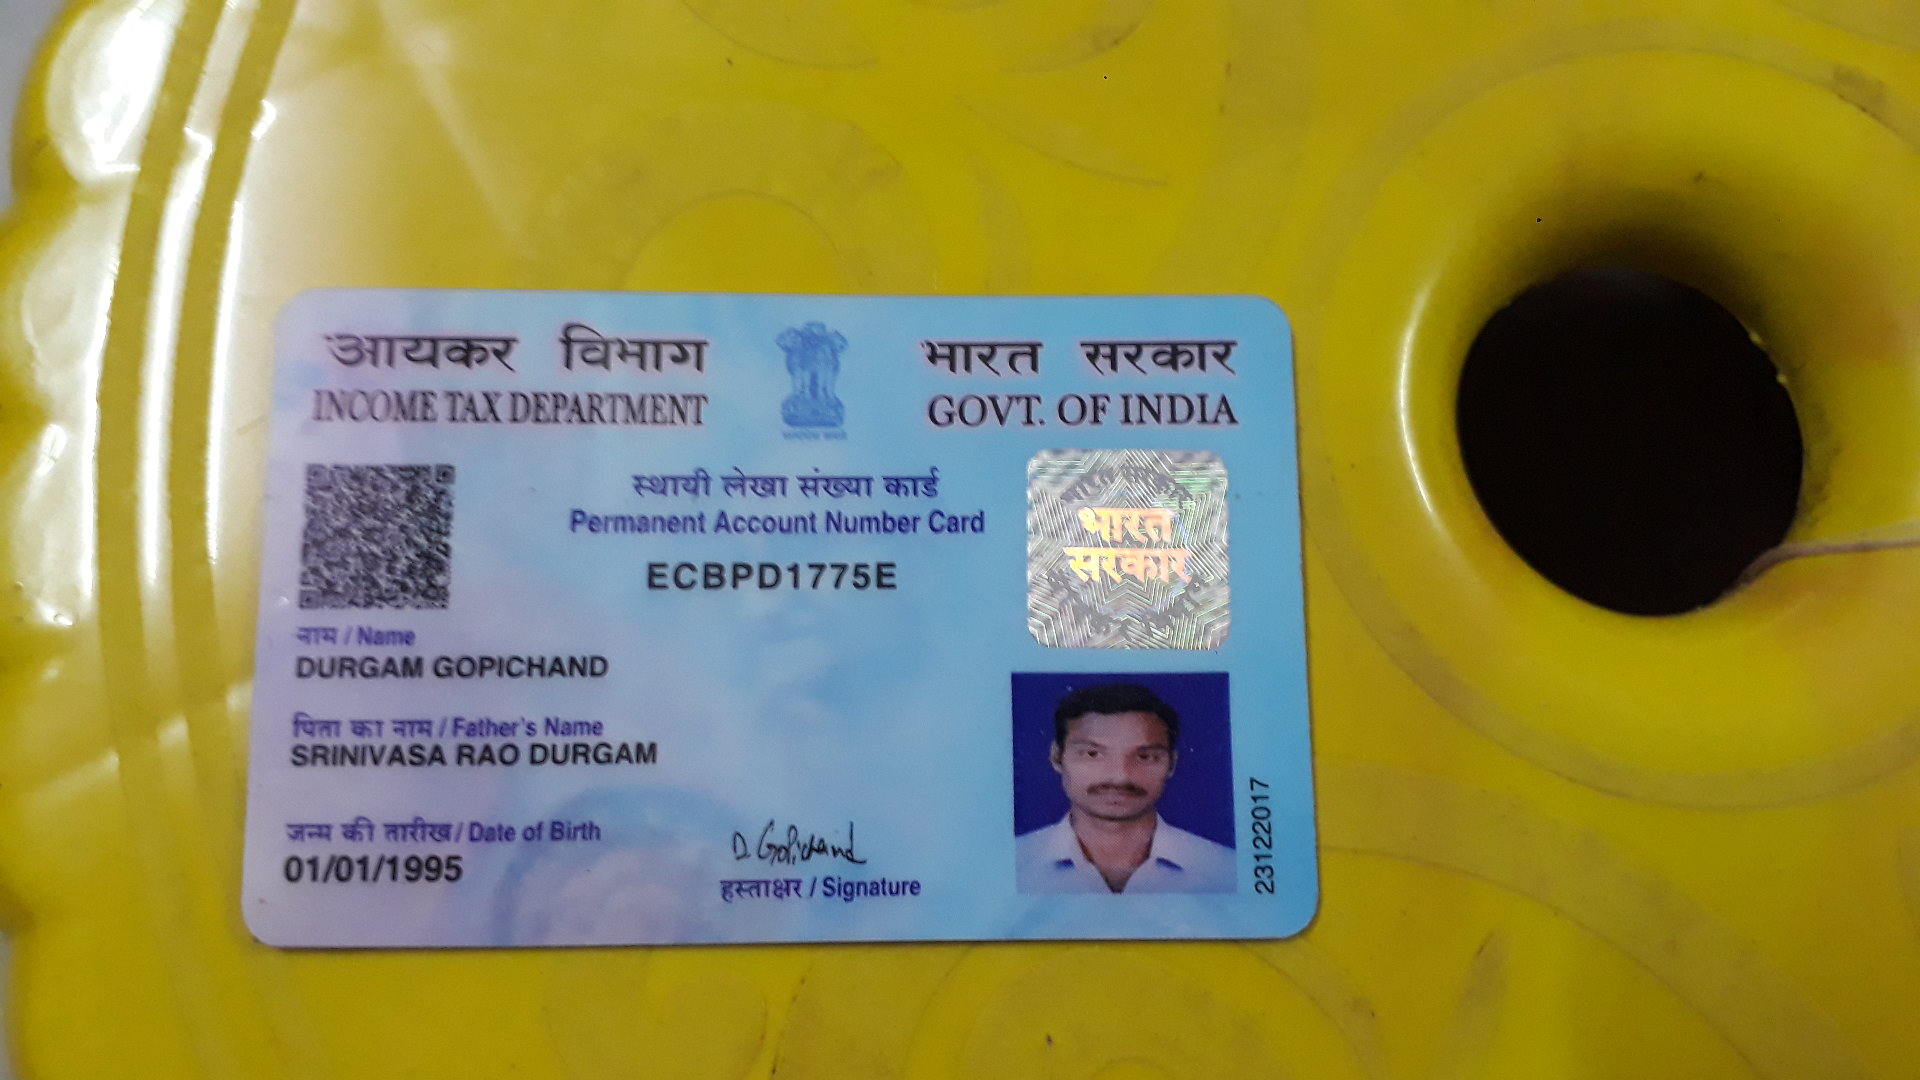 आयकर विभाग
INCOME TAX DEPARTMENT
भारत सरकार
GOVT. OF INDIA
स्थायी लेखा संख्या कार्ड
Permanent Account Number Card
ECBPD1775E
भारत
सरकार
नाम / Name
DURGAM GOPICHAND
पिता का नाम / Father's Name
SRINIVASA RAO DURGAM
जन्म की तारीख / Date of Birth
01/01/1995
D. Gopichand
हस्ताक्षर / Signature
23122017